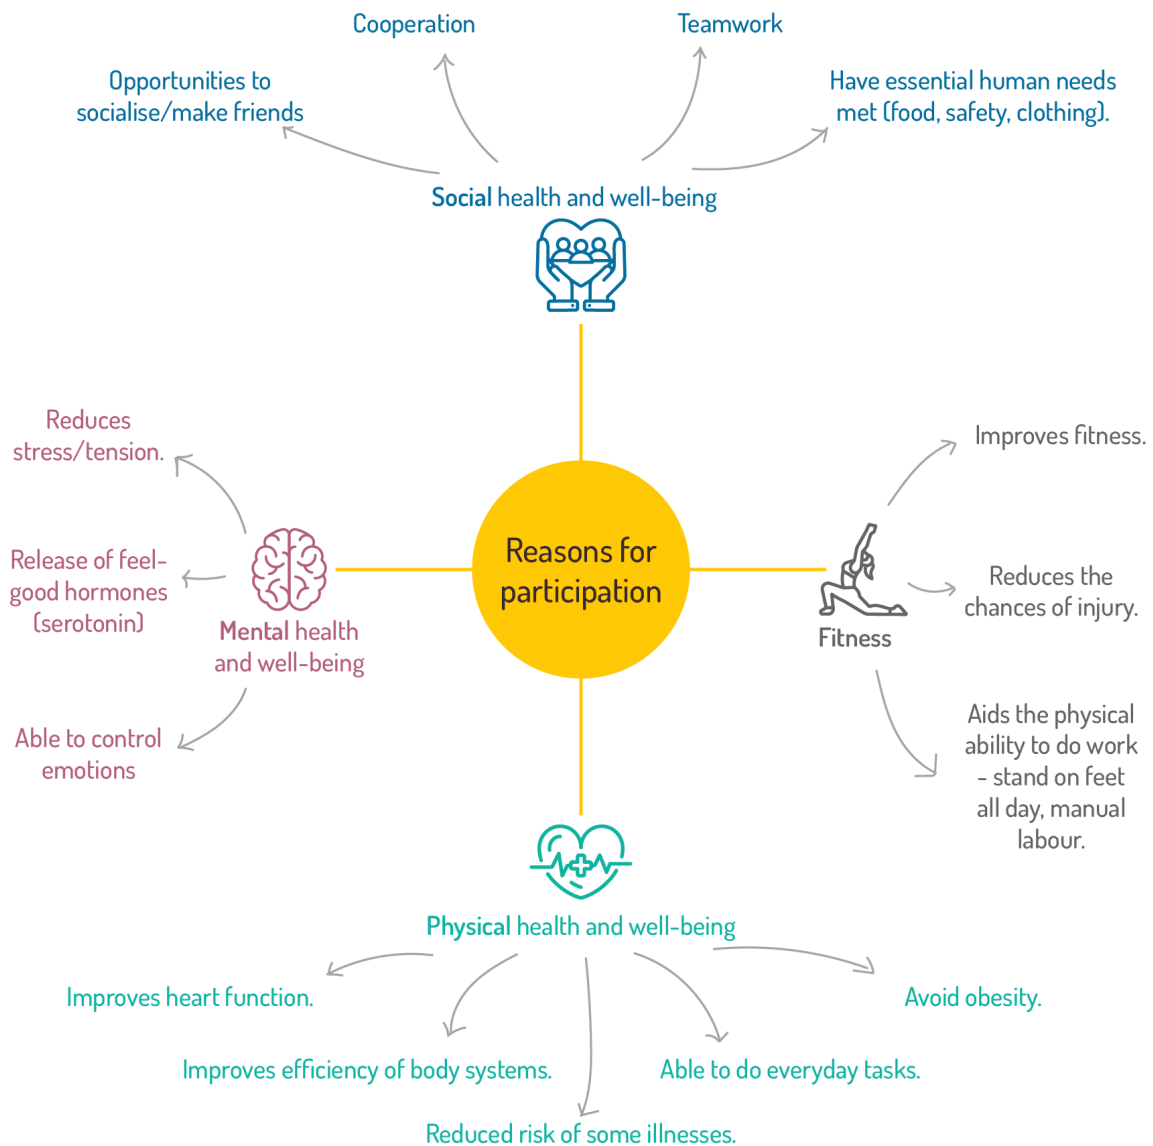 Cooperation
Teamwork
Opportunities to
socialise/make friends
Have essential human needs
met (food, safety, clothing).
Social health and well-being
Reduces
stress/tension.
Release of feel-
good hormones
(serotonin)
Mental health
and well-being
Able to control
emotions
Reasons for
participation
Improves fitness.
Reduces the
chances of injury.
Fitness
Aids the physical
ability to do work
- stand on feet
all day, manual
labour.
Physical health and well-being
Improves heart function.
Avoid obesity.
Improves efficiency of body systems.
Able to do everyday tasks.
Reduced risk of some illnesses.